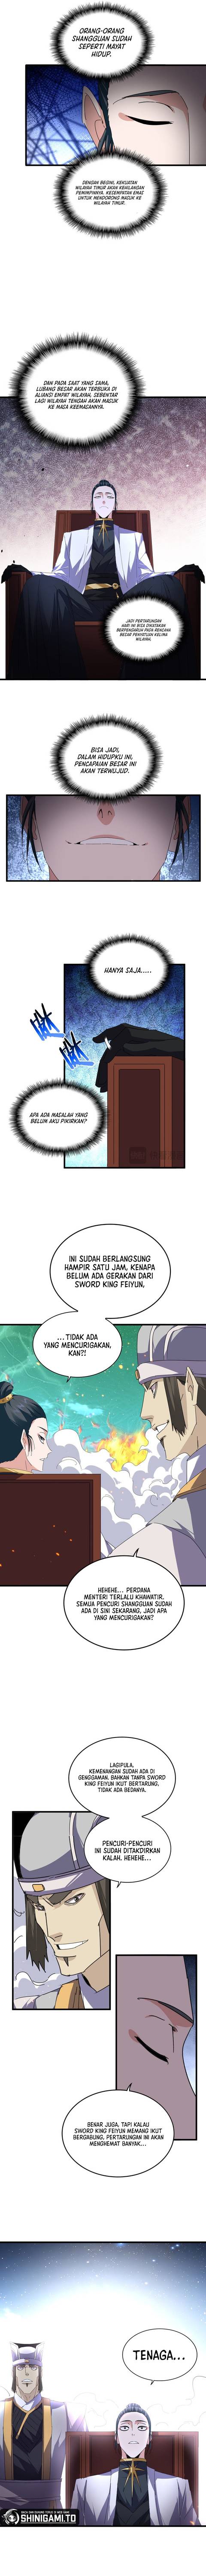 ORANG-ORANG
SHANGGUAN SUDAH
SEPERTI MAYAT
HIDUP.
DENGAN BEGINI, KEKUATAN
WILAYAH TIMUR AKAN KEHILANGAN
PEMIMPINNYA. KESEMPATAN EMAS
UNTUK MENDORONG MASUK KE
WILAYAH TIMUR.
DAN PADA SAAT YANG SAMA,
LUBANG BESAR AKAN TERBUKA DI
ALIANSI EMPAT WILAYAH. SEBENTAR
LAGI WILAYAH TENGAH AKAN MASUK
KE MASA KEEMASANNYA.
JADI PERTARUNGAN
HARI INI BISA DIKATAKAN
BERPENGARUH PADA RENCANA
BESAR PENYATUAN KELIMA
WILAYAH.
BISA JADI,
DALAM HIDUPKU INI,
PENCAPAIAN BESAR INI
AKAN TERWUJUD.
HANYA SAJA.....
APA ADA MASALAH YANG
BELUM AKU PIKIRKAN?
INI SUDAH BERLANGSUNG
HAMPIR SATU JAM, KENAPA
BELUM ADA GERAKAN DARI
SWORD KING FEIYUN,
...TIDAK ADA
YANG MENCURIGAKAN,
KAN?!
HEHEHE... PERDANA
MENTERI TERLALU KHAWATIR,
SEMUA PENCURI SHANGGUAN SUDAH
ADA DI SINI SEKARANG, JADI APA
YANG MENCURIGAKAN?
LAGIPULA,
KEMENANGAN SUDAH ADA DI
GENGGAMAN. BAHKAN TANPA SWORD
KING FEIYUN IKUT BERTARUNG,
TIDAK ADA BEDANYA.
PENCURI-PENCURI
INI SUDAH DITAKDIRKAN
KALAH. HEHEHE...
BENAR JUGA, TAPI KALAU
SWORD KING FEIYUN MEMANG IKUT
BERGABUNG, PERTARUNGAN INI AKAN
MENGHEMAT BANYAK...
TENAGA...
SHINIGAMI.TO